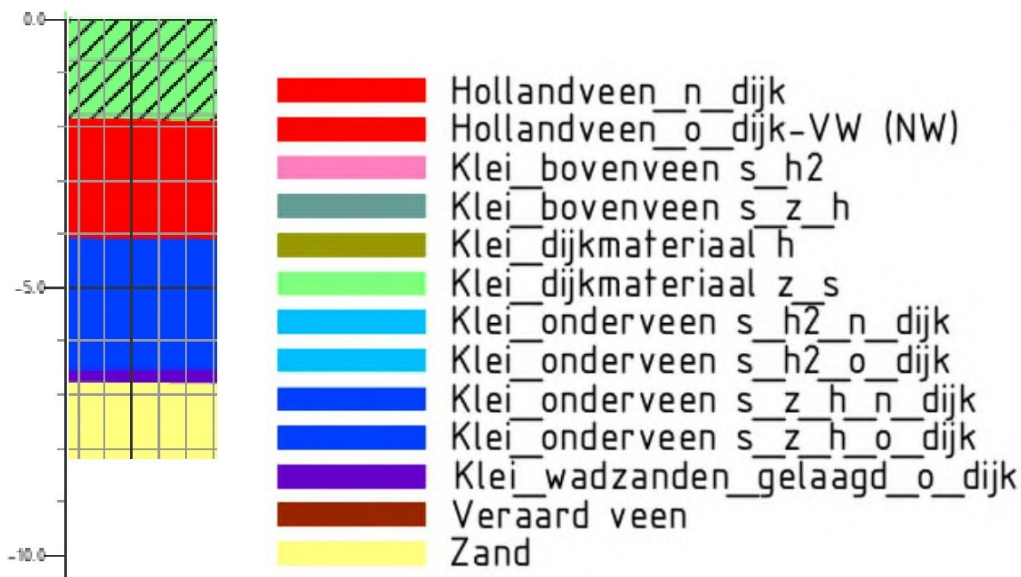 0.0
-5.0
-10.0
Hollandveen_n_dijk
Hollandveen_o_dijk-VW (NW)
Klei_bovenveen s_h2
Klei_bovenveen s_z_h
Klei_dijkmateriaal h
Klei_dijkmateriaal z_s
Klei_onderveen s_h2_n_dijk
Klei_onderveen s_h2_o_dijk
Klei_onderveen s_z_h_n_dijk
Klei_onderveen s_z_h_o_dijk
Klei_wadzanden_gelaagd_o_dijk
Veraard veen
Zand